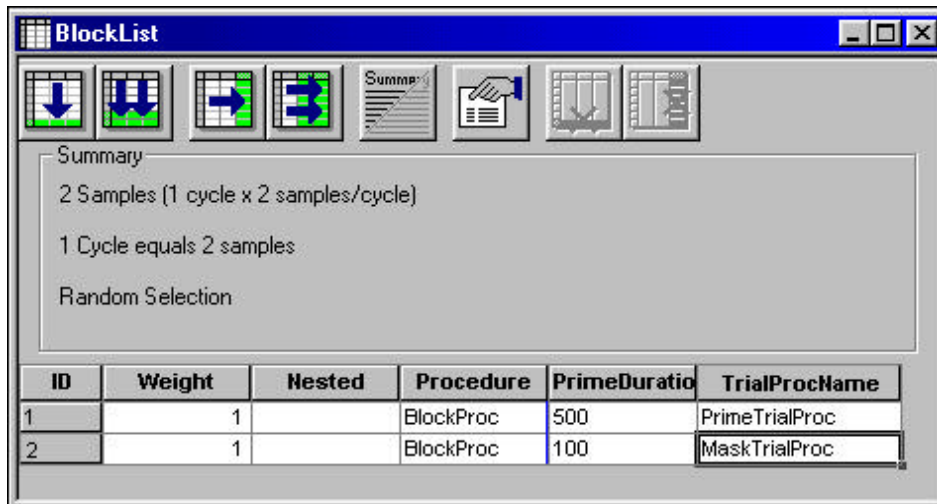 BlockList
Summary
Summary
2 Samples (1 cycle x 2 samples/cycle)
1 Cycle equals 2 samples
Random Selection
ID Weight Nested Procedure PrimeDuratio TrialProcName
1 1 BlockProc 500 PrimeTrialProc
2 1 BlockProc 100 MaskTrialProc